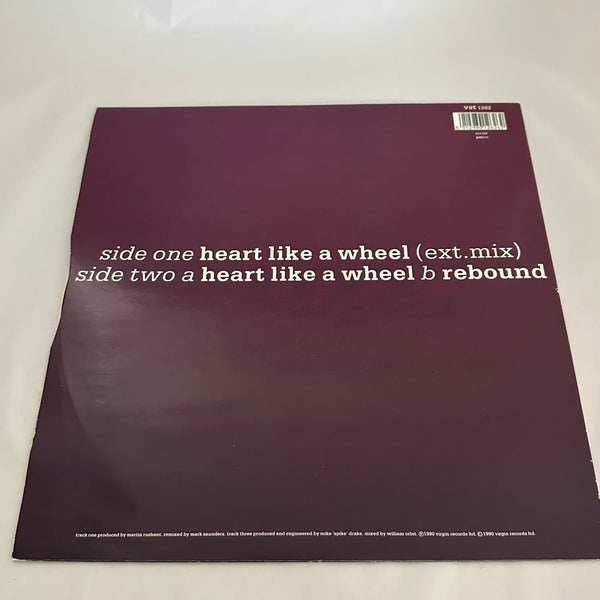 VST 1262
side one heart like a wheel (ext.mix)
side two a heart like a wheel b rebound
track one produced by martin rushent. remixed by mark saunders. track three produced and engineered by mike 'spike' drake. mixed by william orbit. ℗1990 virgin records ltd. ©1990 virgin records ltd.